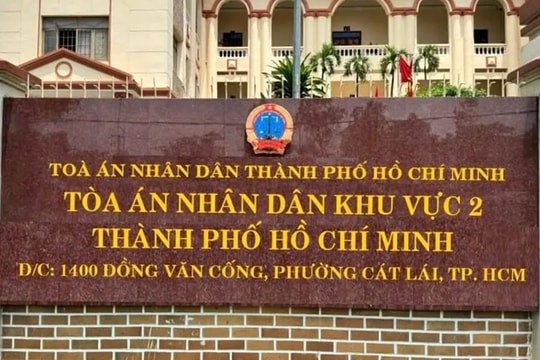 TOÀ ÁN NHÂN DÂN THÀNH PHỐ HỒ CHÍ MINH
TÒA ÁN NHÂN DÂN KHU VỰC 2
THÀNH PHỐ HỒ CHÍ MINH
Đ/C: 1400 ĐỒNG VĂN CỐNG, PHƯỜNG CÁT LÁI, TP. HCM